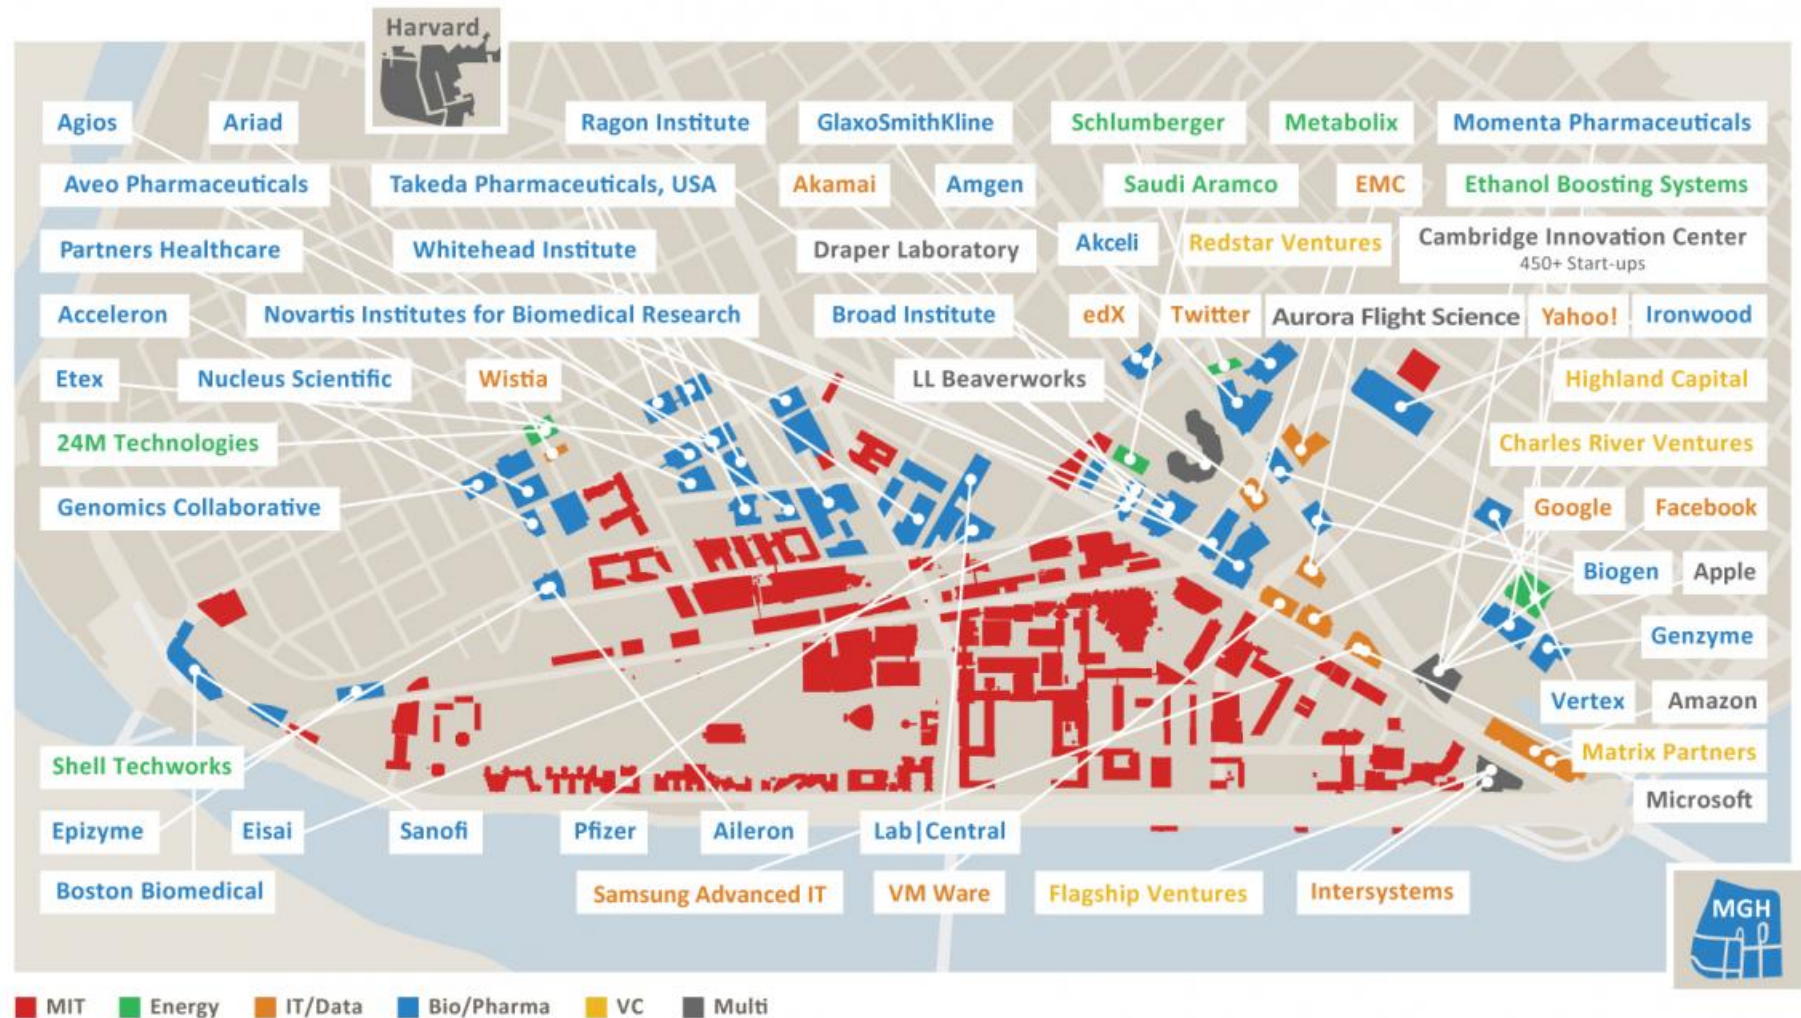 Harvard
Agios
Ariad
Ragon Institute
GlaxoSmithKline
Schlumberger
Metabolix
Momenta Pharmaceuticals
Aveo Pharmaceuticals
Takeda Pharmaceuticals, USA
Akamai
Amgen
Saudi Aramco
EMC
Ethanol Boosting Systems
Partners Healthcare
Whitehead Institute
Draper Laboratory
Akceli
Redstar Ventures
Cambridge Innovation Center
450+ Start-ups
Acceleron
Novartis Institutes for Biomedical Research
Broad Institute
edX
Twitter
Aurora Flight Science
Yahoo!
Ironwood
Etex
Nucleus Scientific
Wistia
LL Beaverworks
Highland Capital
24M Technologies
Charles River Ventures
Genomics Collaborative
Google
Facebook
Biogen
Apple
Genzyme
Vertex
Amazon
Shell Techworks
Matrix Partners
Microsoft
Epizyme
Eisai
Sanofi
Pfizer
Aileron
Lab|Central
Boston Biomedical
Samsung Advanced IT
VM Ware
Flagship Ventures
Intersystems
MGH
MIT
Energy
IT/Data
Bio/Pharma
VC
Multi